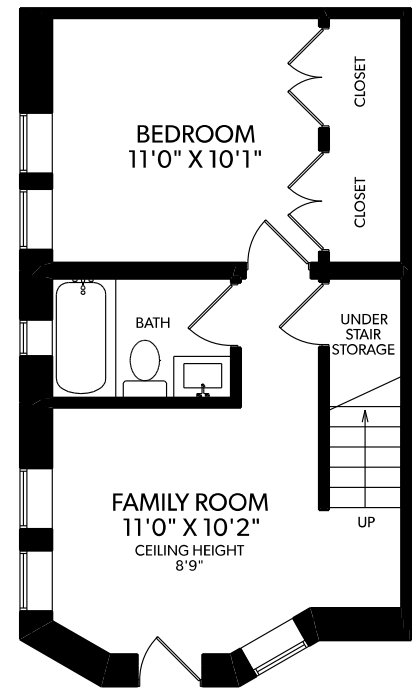 CLOSET
BEDROOM
11'0" X 10'1"
CLOSET
BATH
UNDER
STAIR
STORAGE
FAMILY ROOM
11'0" X 10'2"
CEILING HEIGHT
8'9"
UP